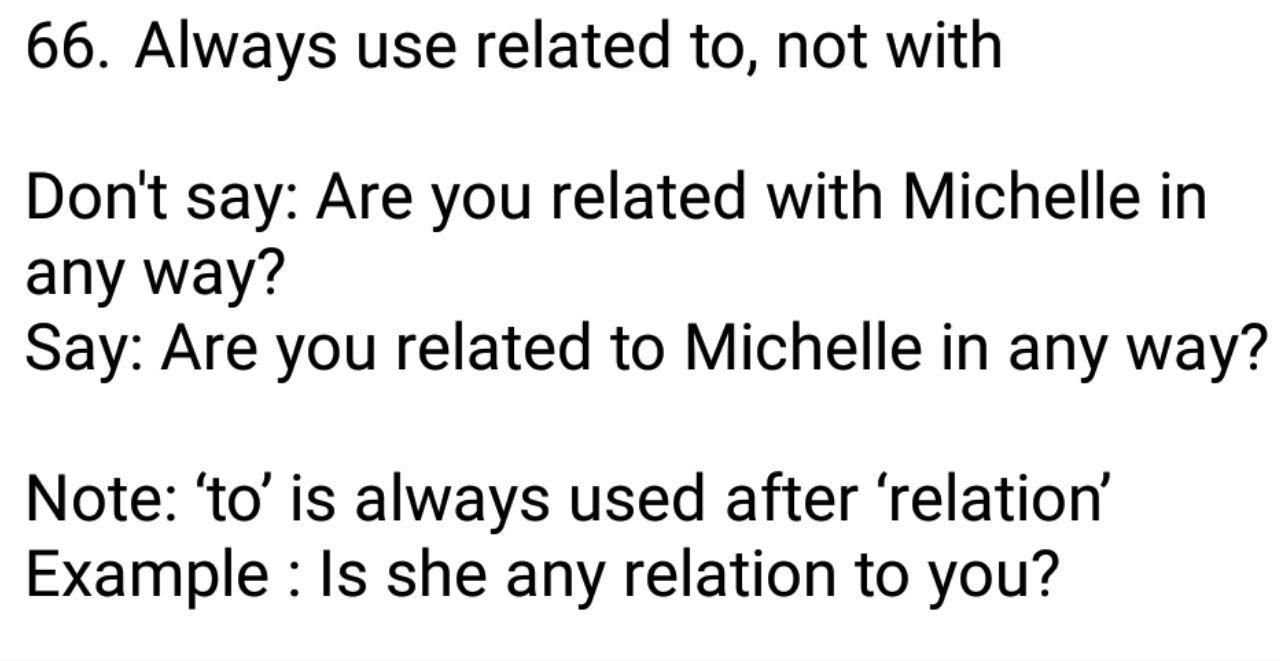 66. Always use related to, not with
Don't say: Are you related with Michelle in
any way?
Say: Are you related to Michelle in any way?
Note: ‘to’ is always used after ‘relation’
Example : Is she any relation to you?